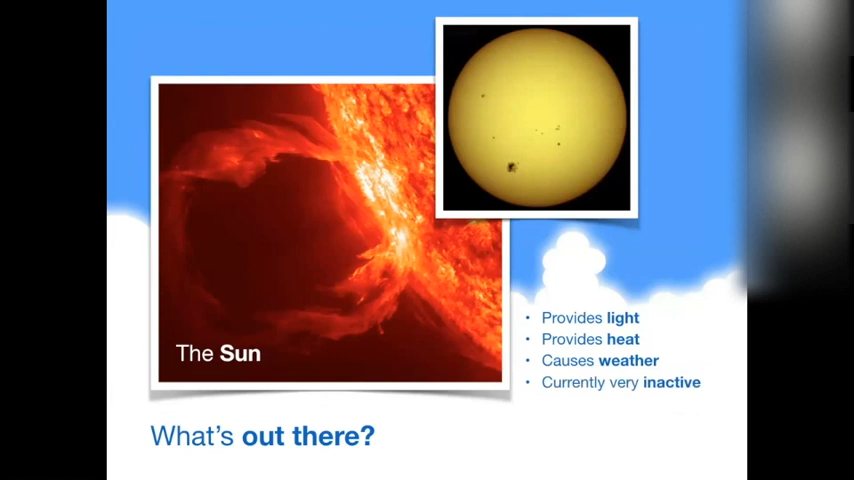 The Sun
• Provides light
• Provides heat
• Causes weather
• Currently very inactive
What's out there?